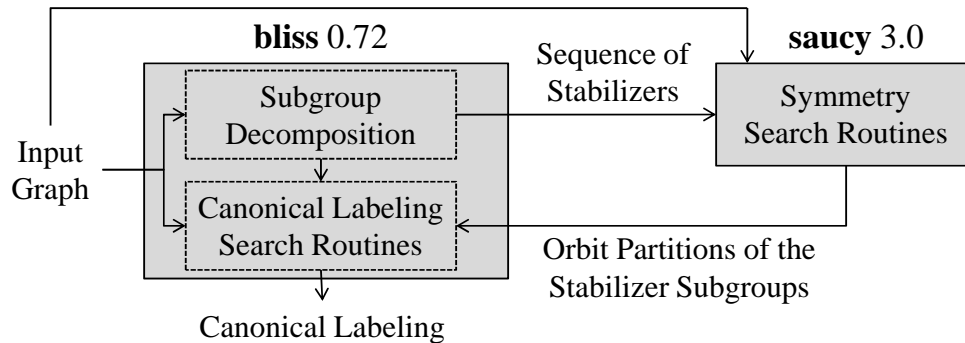 bliss 0.72
saucy 3.0
Input
Graph
Subgroup
Decomposition
Sequence of
Stabilizers
Symmetry
Search Routines
Canonical Labeling
Search Routines
Orbit Partitions of the
Stabilizer Subgroups
Canonical Labeling